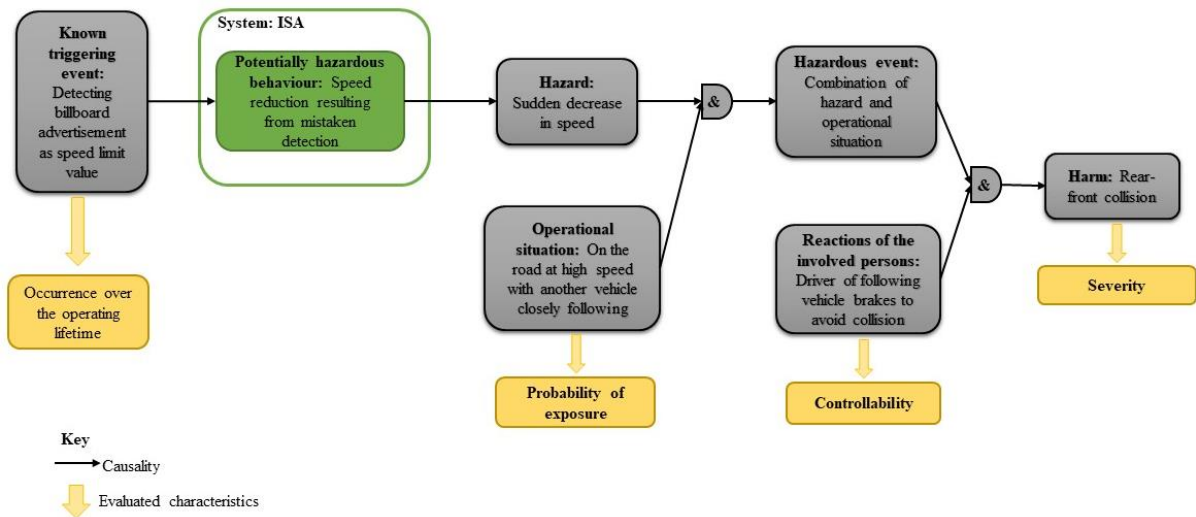 Known
triggering
event:
Detecting
billboard
advertisement
as speed limit
value
System: ISA
Potentially hazardous
behaviour: Speed
reduction resulting
from mistaken
detection
Hazard:
Sudden decrease
in speed
&
Hazardous event:
Combination of
hazard and
operational
situation
&
Harm: Rear-
front collision
Operational
situation: On the
road at high speed
with another vehicle
closely following
Reactions of the
involved persons:
Driver of following
vehicle brakes to
avoid collision
Occurrence over
the operating
lifetime
Probability of
exposure
Controllability
Severity
Key
Causality
Evaluated characteristics